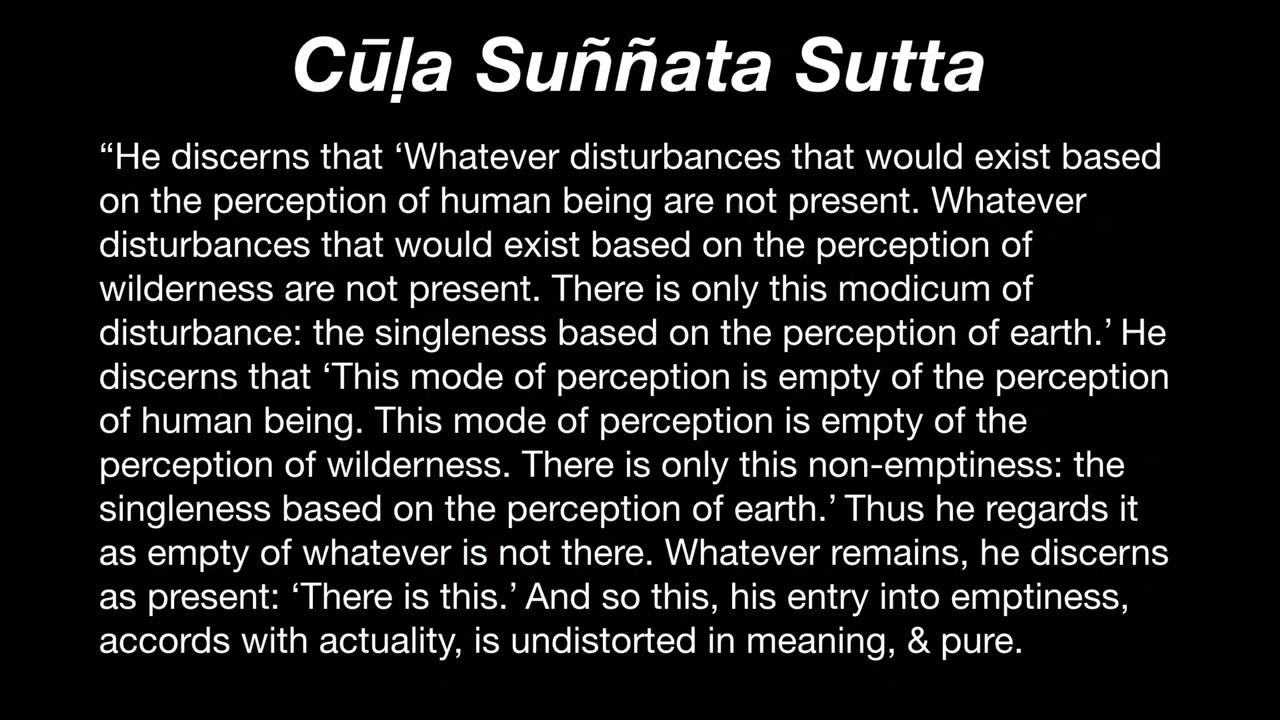 Cūḷa Suññata Sutta
“He discerns that ‘Whatever disturbances that would exist based
on the perception of human being are not present. Whatever
disturbances that would exist based on the perception of
wilderness are not present. There is only this modicum of
disturbance: the singleness based on the perception of earth.’ He
discerns that ‘This mode of perception is empty of the perception
of human being. This mode of perception is empty of the
perception of wilderness. There is only this non-emptiness: the
singleness based on the perception of earth.’ Thus he regards it
as empty of whatever is not there. Whatever remains, he discerns
as present: ‘There is this.’ And so this, his entry into emptiness,
accords with actuality, is undistorted in meaning, & pure.